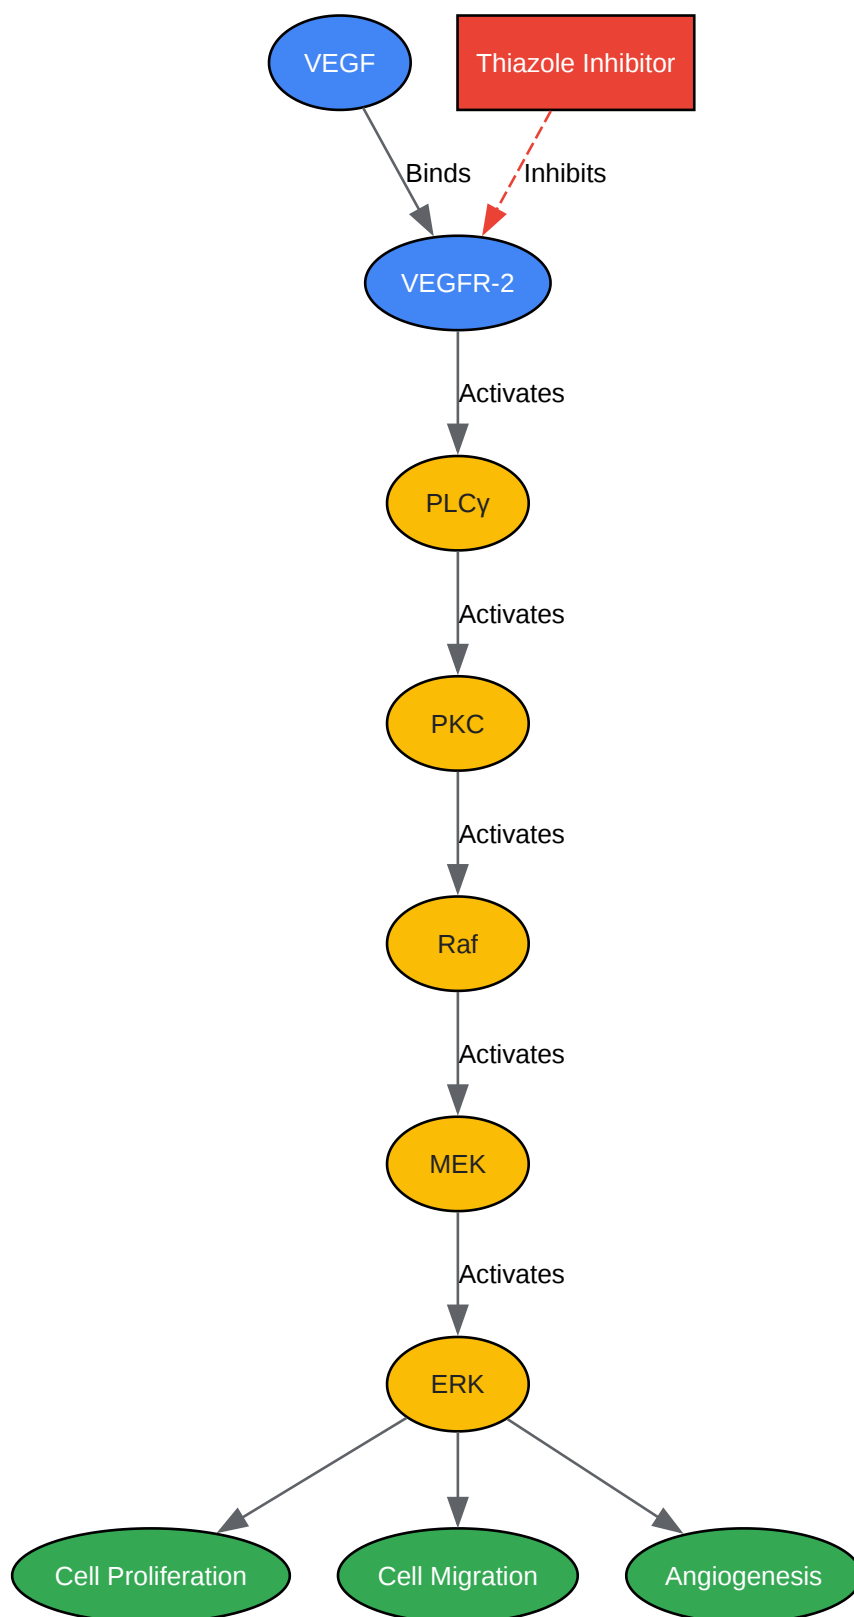 VEGF
Thiazole Inhibitor
Binds
Inhibits
VEGFR-2
Activates
PLCγ
Activates
PKC
Activates
Raf
Activates
MEK
Activates
ERK
Cell Proliferation
Cell Migration
Angiogenesis